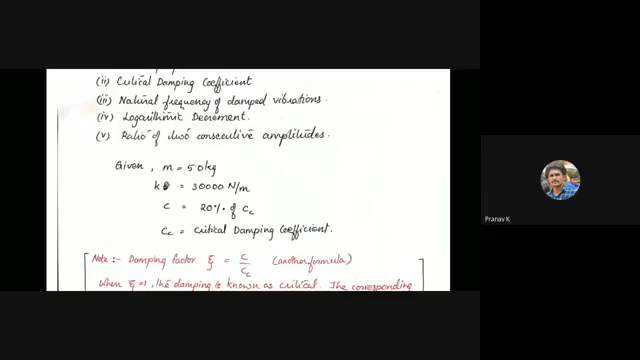 (ii) Critical Damping Coefficient
(iii) Natural frequency of damped vibrations.
(iv) Logarithmic Decrement.
(v) Ratio of two consecutive amplitudes.
Given, m = 50kg
k = 30000 N/m
c = 20% of Cc
Cc = Critical Damping Coefficient.
Note :- Damping factor ξ = c/Cc (another formula)
when ξ=1, the damping is known as critical. The corresponding
Pranav K